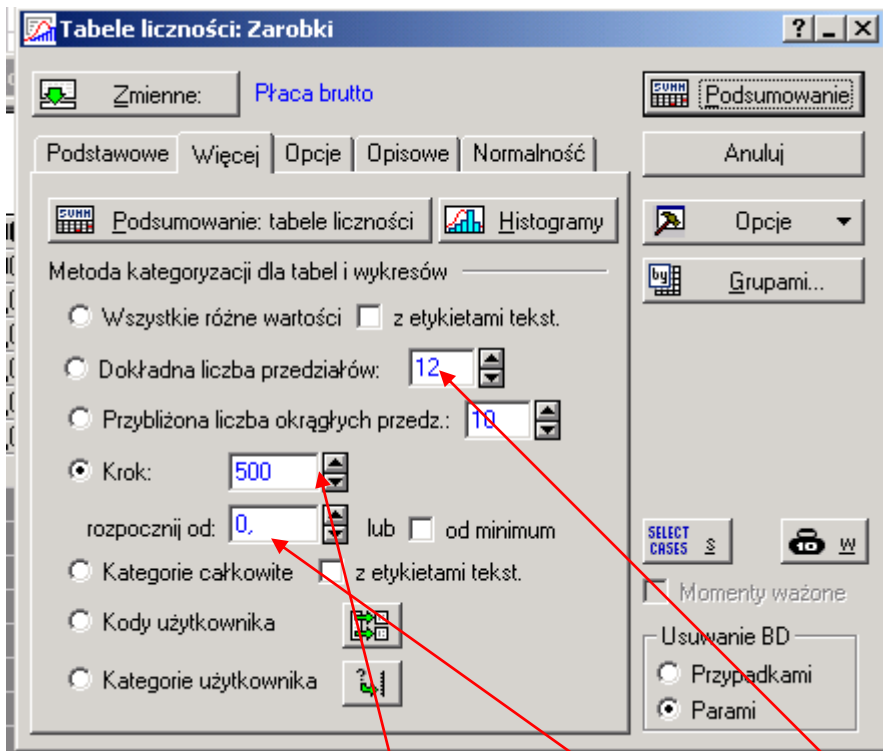 Tabele liczności: Zarobki
Zmienne: Płaca brutto
Podsumowanie
Podstawowe Więcej Opcje Opisowe Normalność
Anuluj
SUMM Podsumowanie: tabele liczności Histogramy
Opcje
Metoda kategoryzacji dla tabel i wykresów
by Grupami...
Wszystkie różne wartości z etykietami tekst.
Dokładna liczba przedziałów: 12
Przybliżona liczba okrągłych przedz.: 10
Krok: 500
rozpocznij od: 0, lub od minimum
SELECT CASES S W
Kategorie całkowite z etykietami tekst.
Momenty ważone
Kody użytkownika
Usuwanie BD
Przypadkami
Kategorie użytkownika
Parami